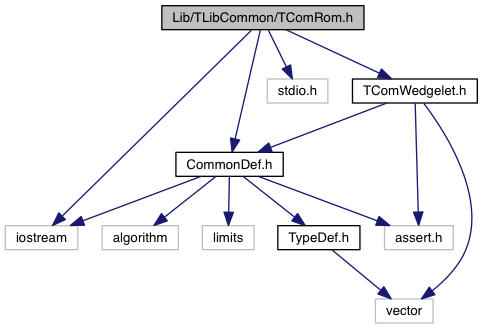 Lib/TLibCommon/TComRom.h
stdio.h
TComWedgelet.h
CommonDef.h
iostream
algorithm
limits
TypeDef.h
assert.h
vector